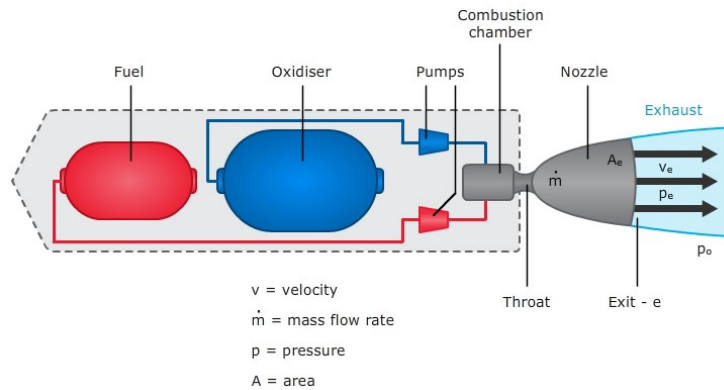 Combustion
chamber
Fuel
Oxidiser
Pumps
Nozzle
Exhaust
Aₑ
ṁ
vₑ
pₑ
pₒ
Throat
Exit - e
v = velocity
ṁ = mass flow rate
p = pressure
A = area